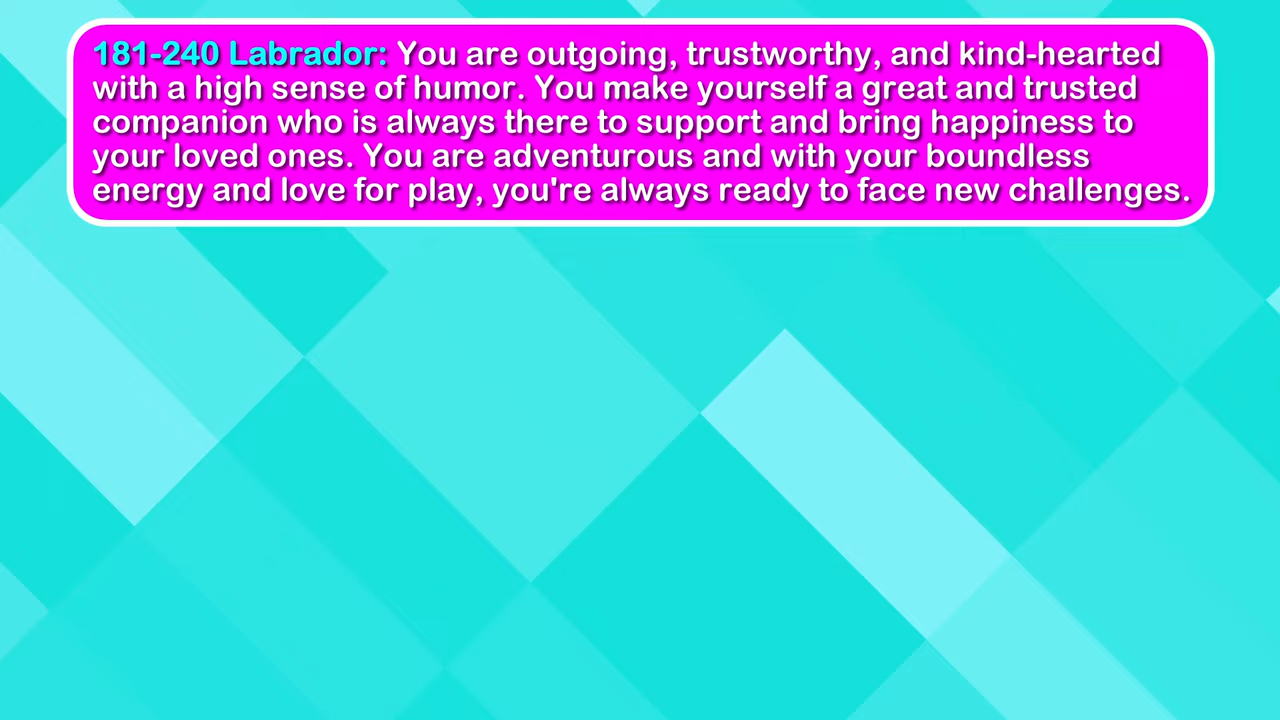 181-240 Labrador: You are outgoing, trustworthy, and kind-hearted
with a high sense of humor. You make yourself a great and trusted
companion who is always there to support and bring happiness to
your loved ones. You are adventurous and with your boundless
energy and love for play, you're always ready to face new challenges.